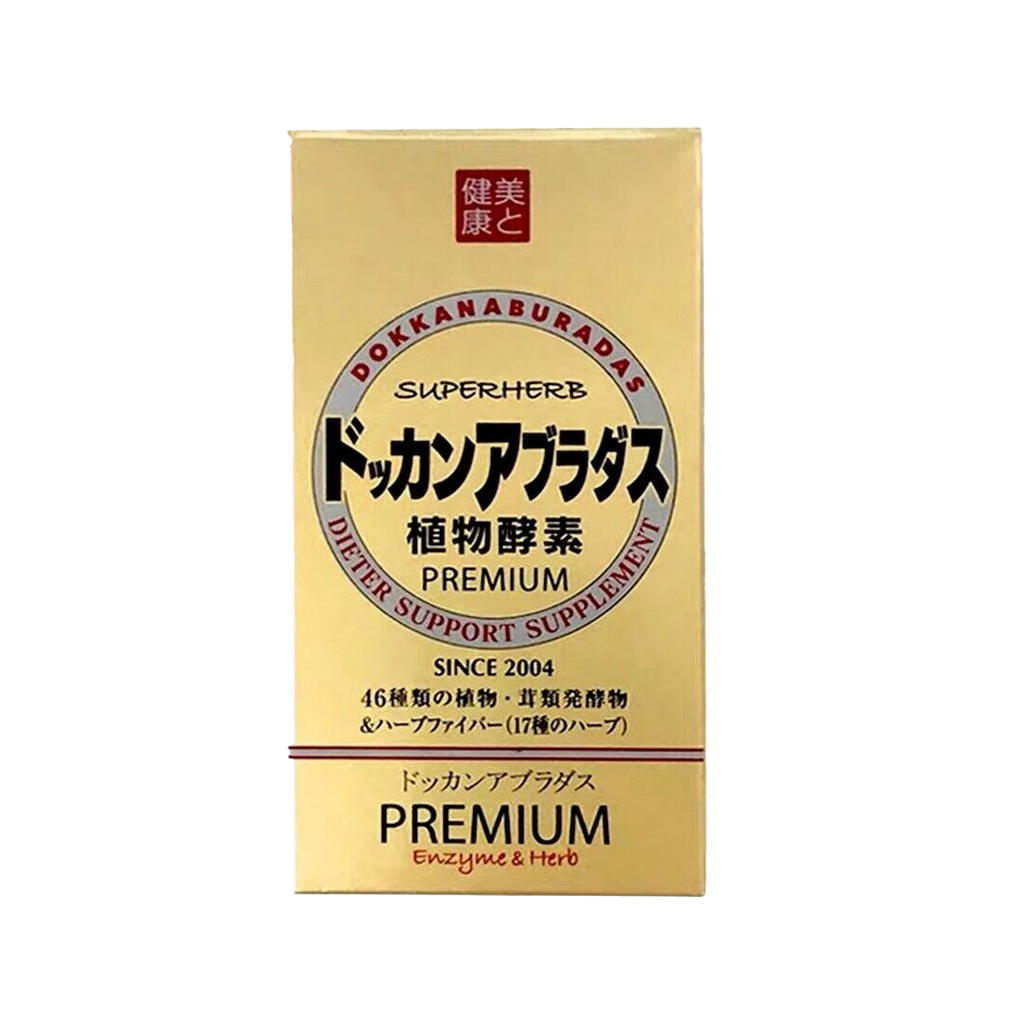 美と
健康
DOKKANABURADAS
SUPERHERB
ドッカンアブラダス
植物酵素
PREMIUM
DIETER SUPPORT SUPPLEMENT
SINCE 2004
46種類の植物・茸類発酵物
&ハーブファイバー(17種のハーブ)
ドッカンアブラダス
PREMIUM
Enzyme & Herb